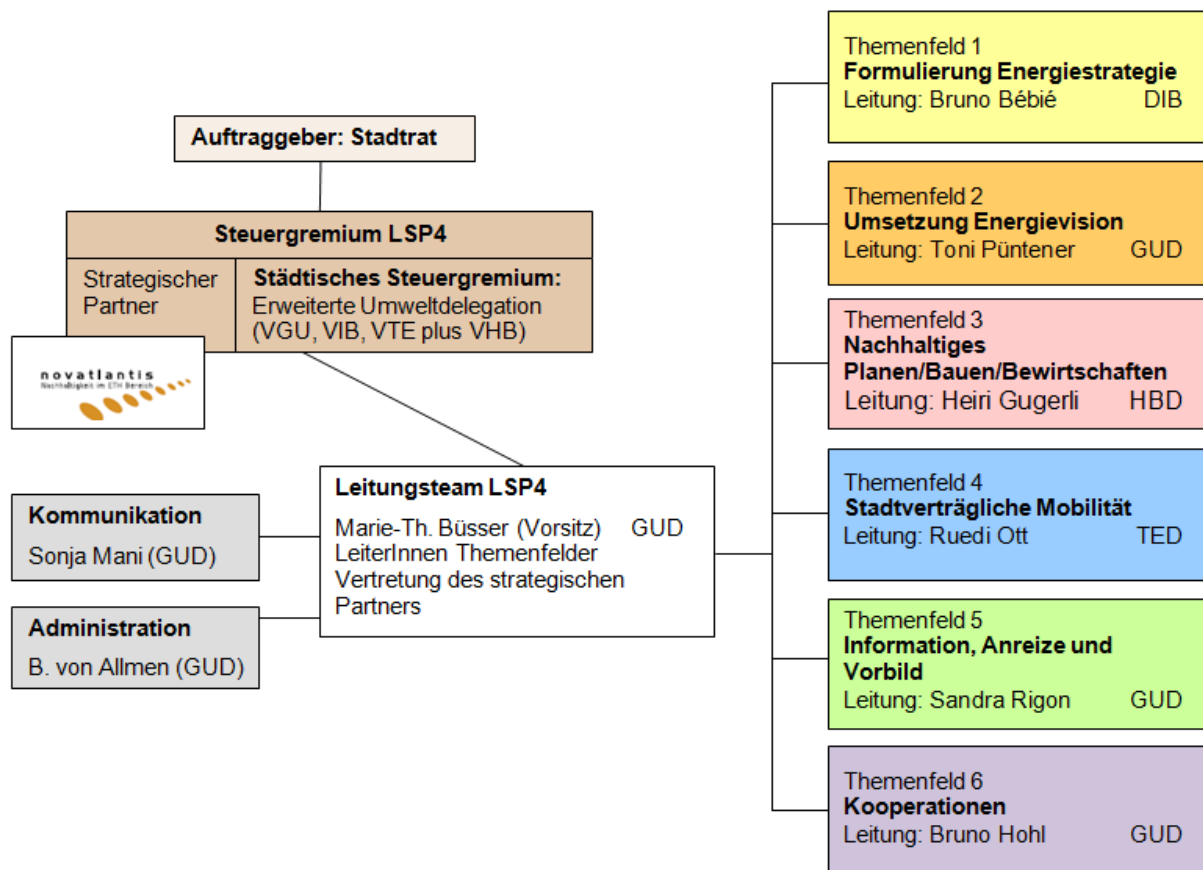 Auftraggeber: Stadtrat
Steuergremium LSP4
Strategischer
Partner
Städtisches Steuergremium:
Erweiterte Umweltdelegation
(VGU, VIB, VTE plus VHB)
novatlantis
Nachhaltigkeit im ETH Bereich
Kommunikation
Sonja Mani (GUD)
Administration
B. von Allmen (GUD)
Leitungsteam LSP4
Marie-Th. Büsser (Vorsitz) GUD
LeiterInnen Themenfelder
Vertretung des strategischen
Partners
Themenfeld 1
Formulierung Energiestrategie
Leitung: Bruno Bébié DIB
Themenfeld 2
Umsetzung Energievision
Leitung: Toni Püntener GUD
Themenfeld 3
Nachhaltiges
Planen/Bauen/Bewirtschaften
Leitung: Heiri Gugerli HBD
Themenfeld 4
Stadtverträgliche Mobilität
Leitung: Ruedi Ott TED
Themenfeld 5
Information, Anreize und
Vorbild
Leitung: Sandra Rigon GUD
Themenfeld 6
Kooperationen
Leitung: Bruno Hohl GUD